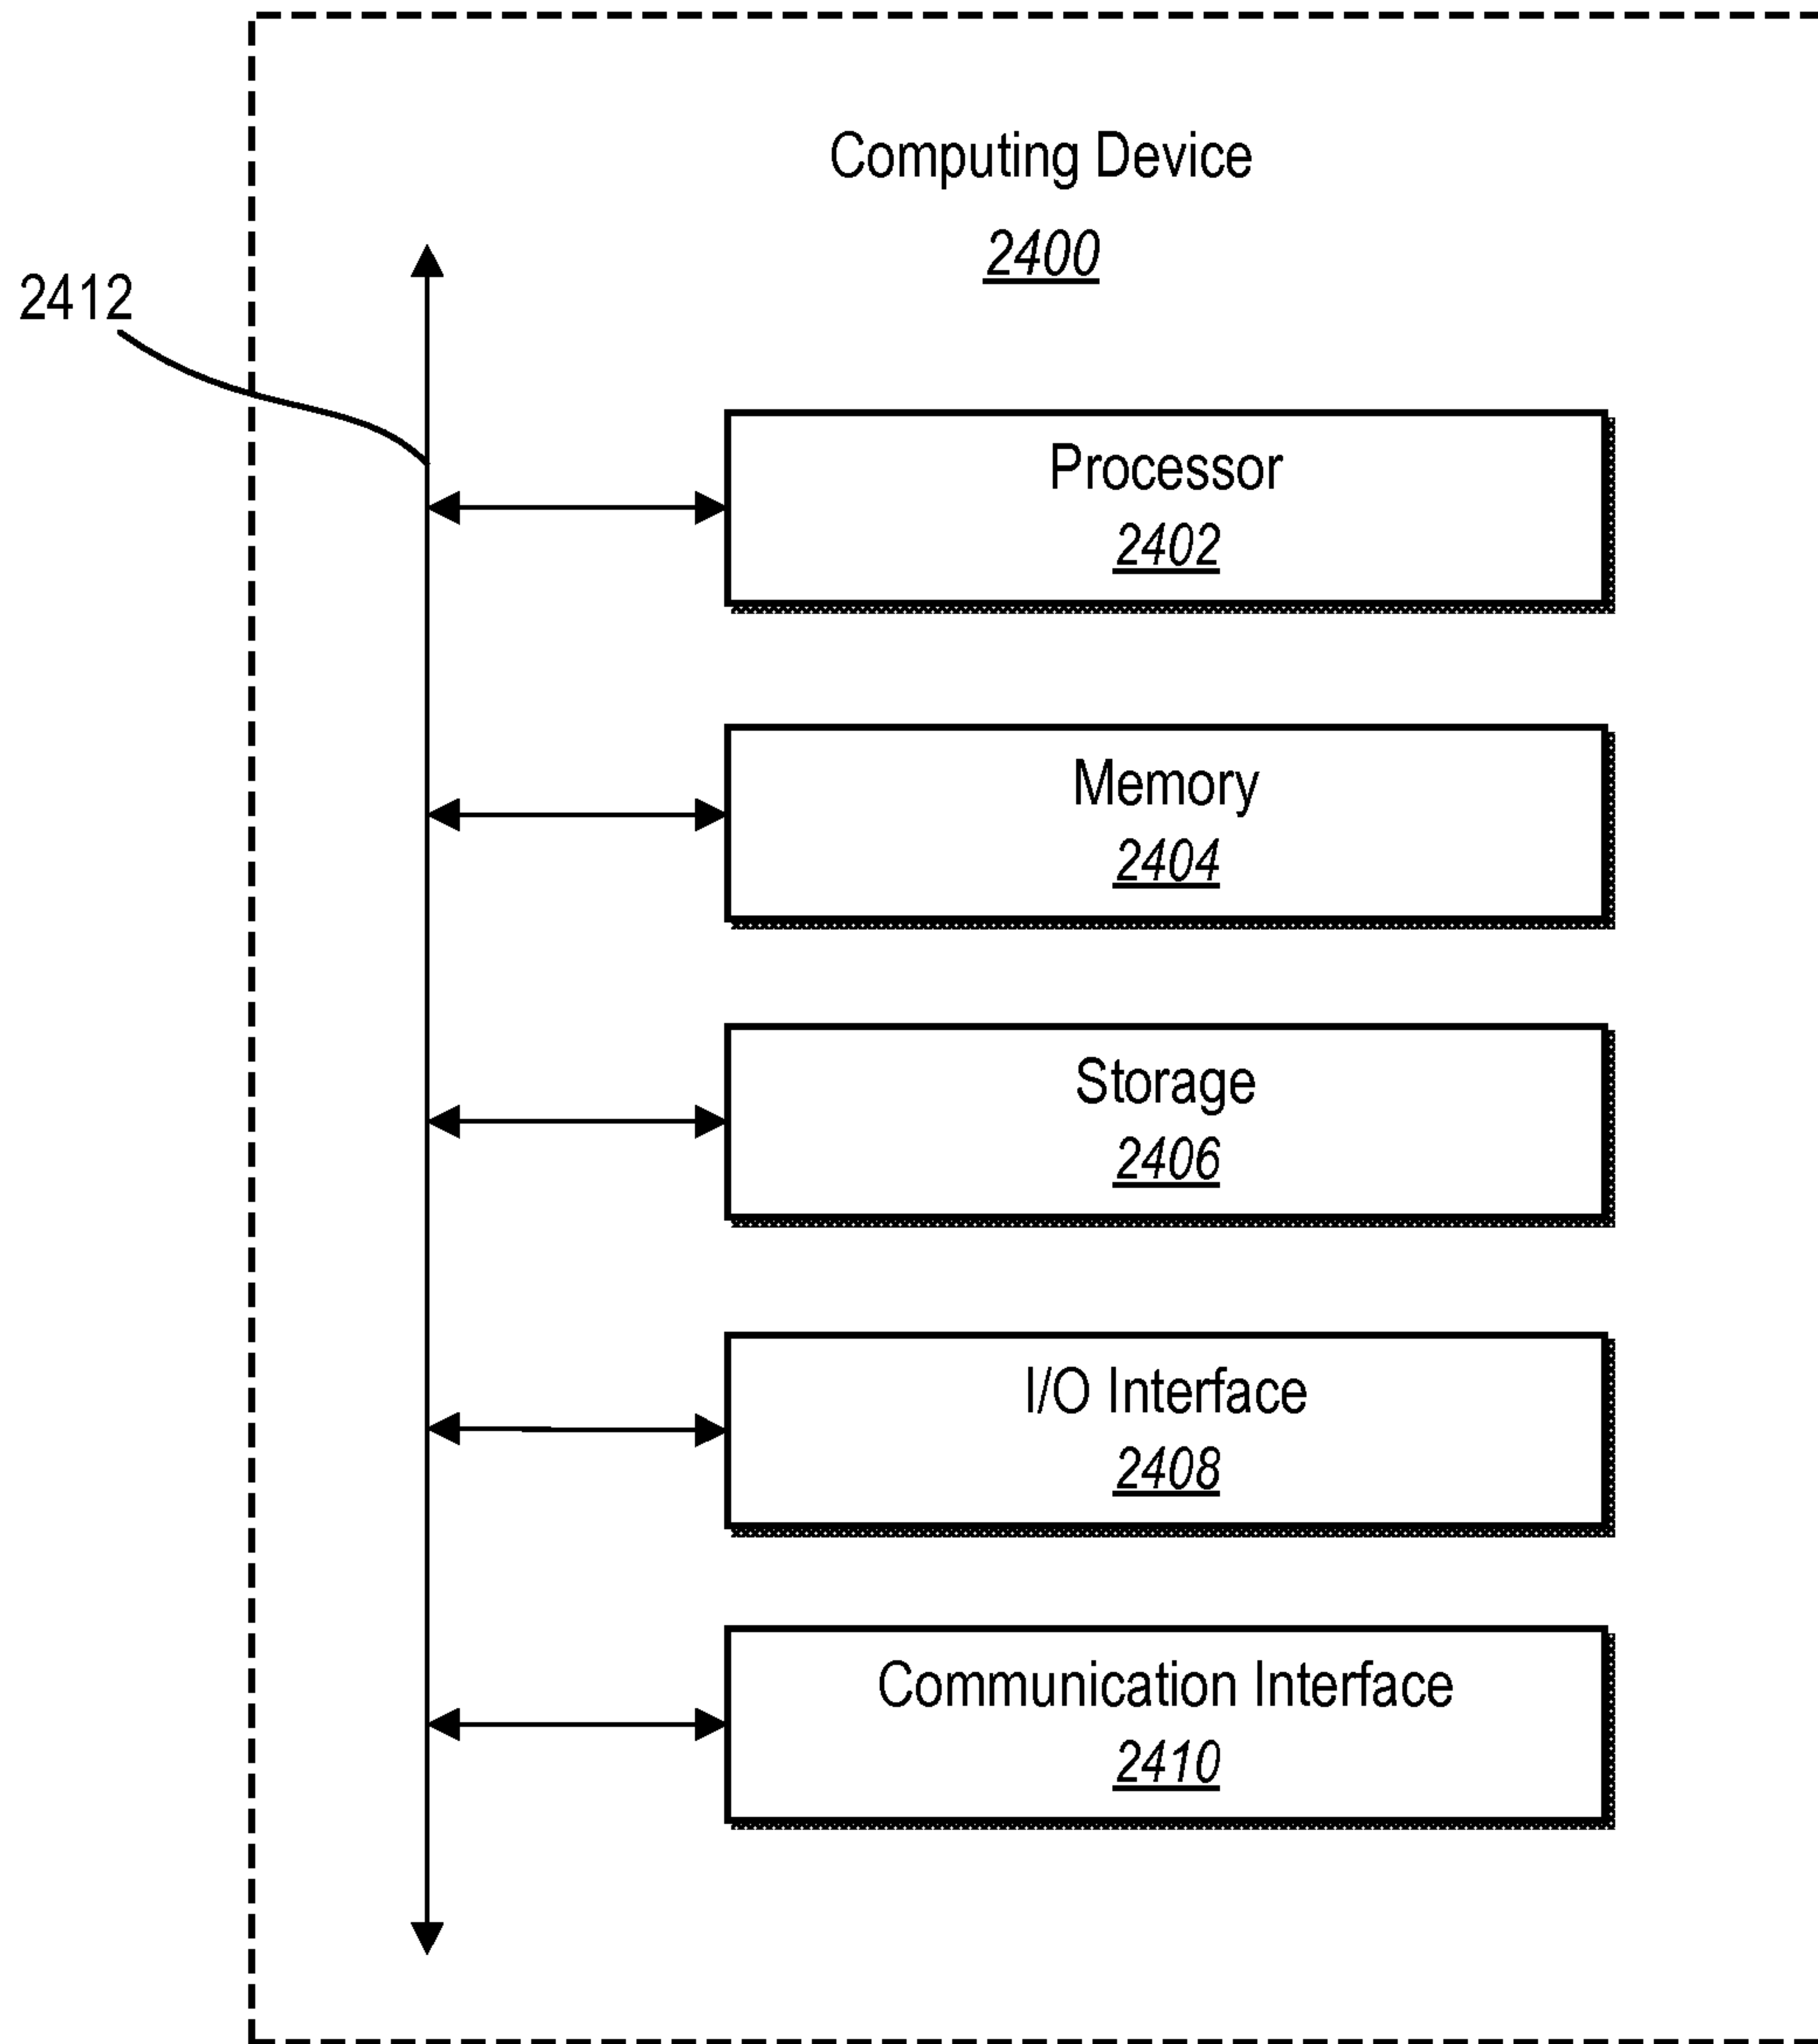 Computing Device
2400
2412
Processor
2402
Memory
2404
Storage
2406
I/O Interface
2408
Communication Interface
2410